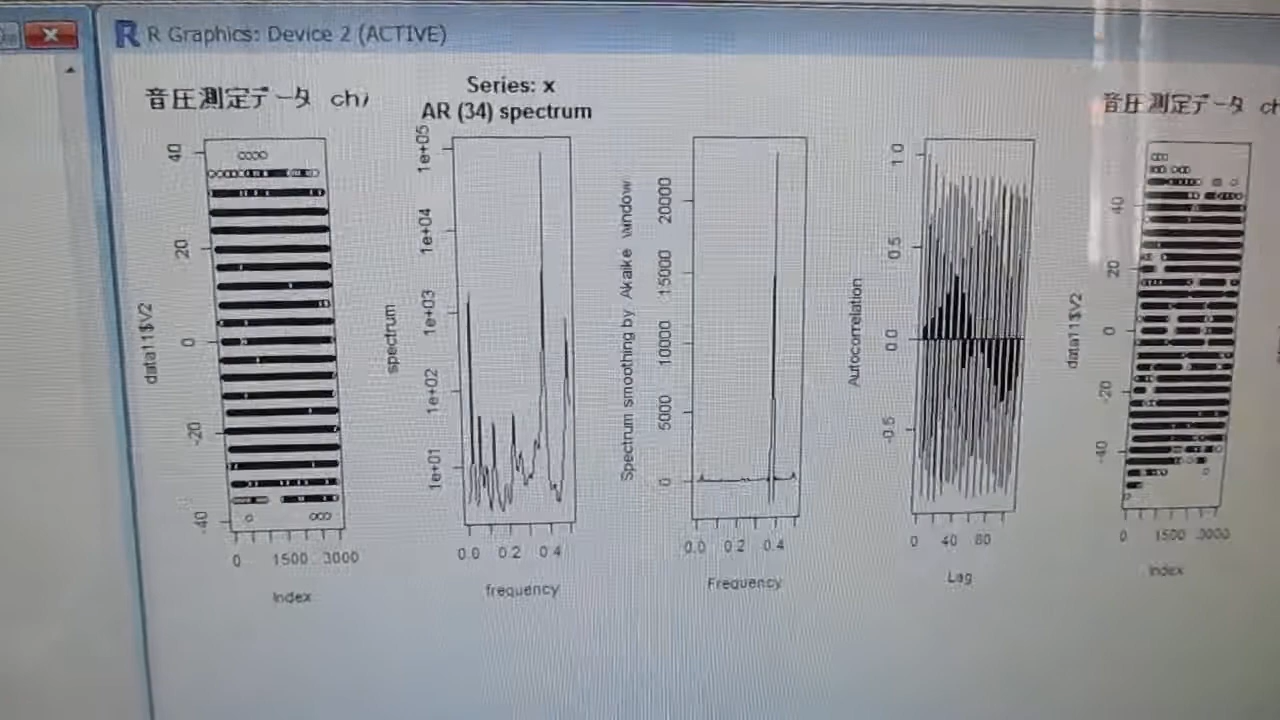 R Graphics: Device 2 (ACTIVE)
音圧測定データ ch
40
20
0
-20
-40
data11$V2
0 1500 3000
Index
Series: x
AR (34) spectrum
1e+05
1e+04
1e+03
1e+02
1e+01
spectrum
0.0 0.2 0.4
frequency
Spectrum smoothing by Akaike window
20000
15000
10000
5000
0
0.0 0.2 0.4
Frequency
Autocorrelation
1.0
0.5
0.0
-0.5
0 40 80
Lag
音圧測定データ ch
40
20
0
-20
-40
data11$V2
0 1500 3000
Index